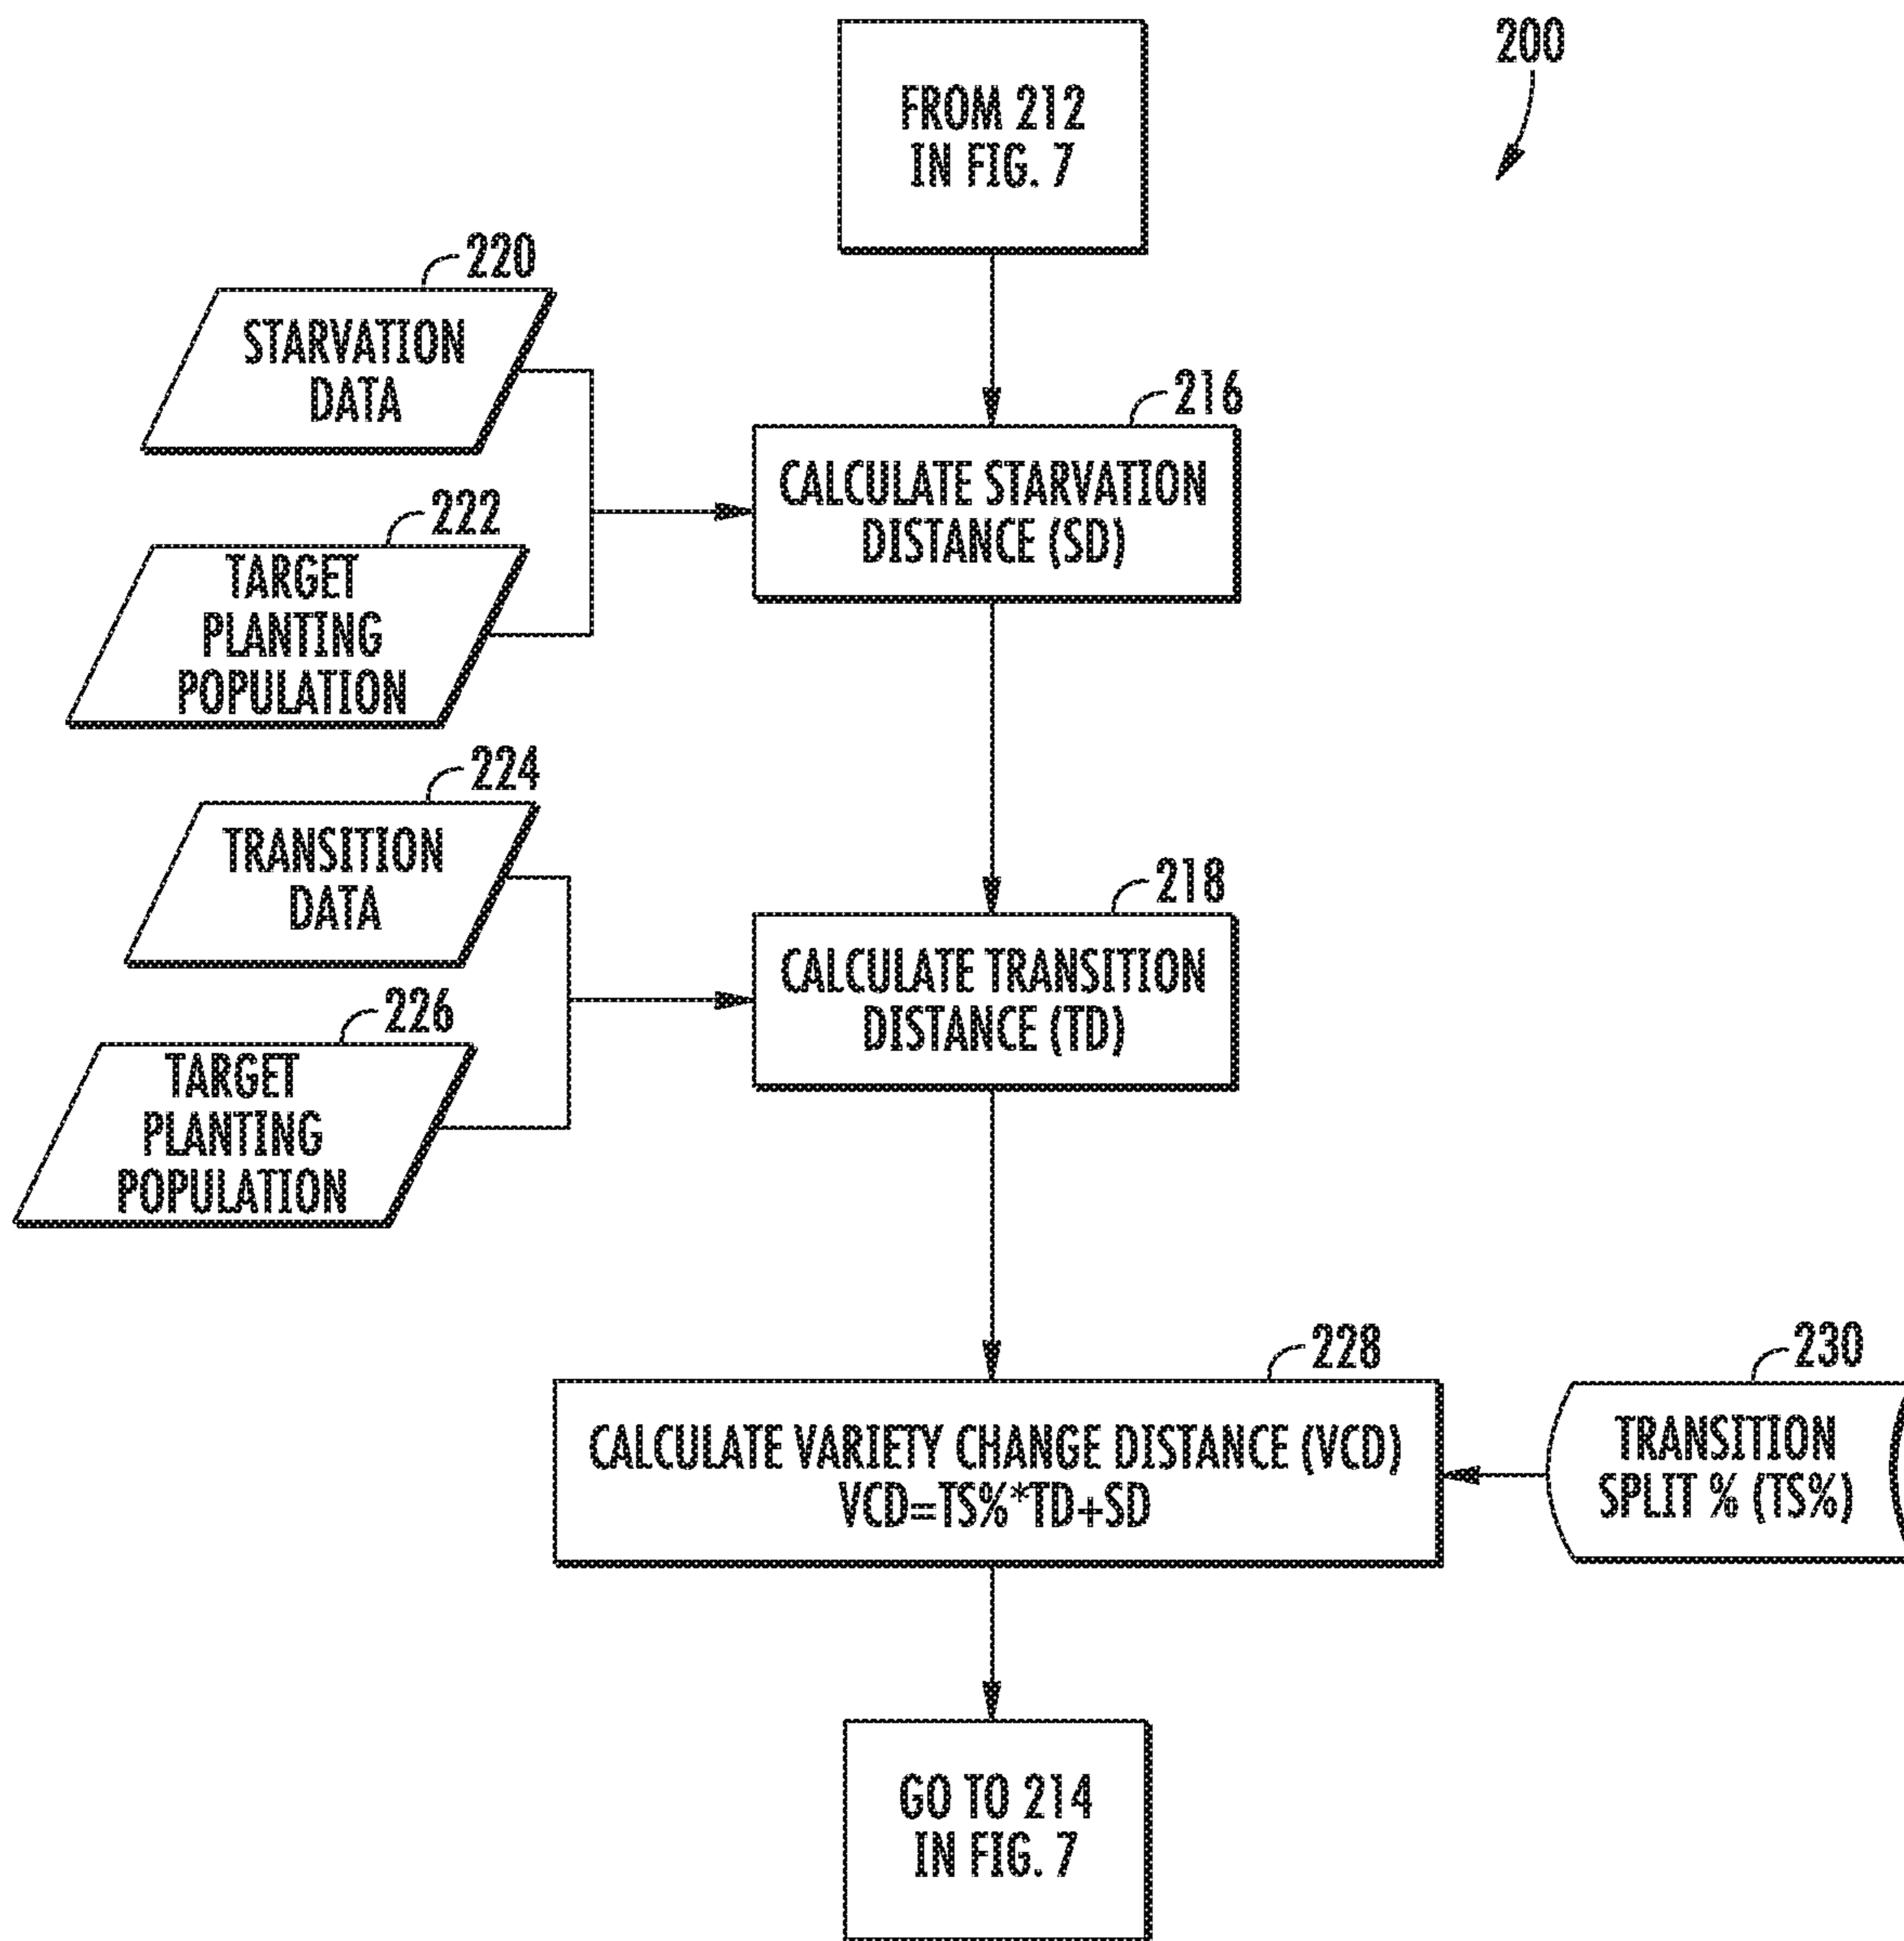 200
FROM 212
IN FIG. 7
220
STARVATION
DATA
216
CALCULATE STARVATION
DISTANCE (SD)
222
TARGET
PLANTING
POPULATION
224
TRANSITION
DATA
218
CALCULATE TRANSITION
DISTANCE (TD)
226
TARGET
PLANTING
POPULATION
228
CALCULATE VARIETY CHANGE DISTANCE (VCD)
VCD=TS%*TD+SD
230
TRANSITION
SPLIT % (TS%)
GO TO 214
IN FIG. 7